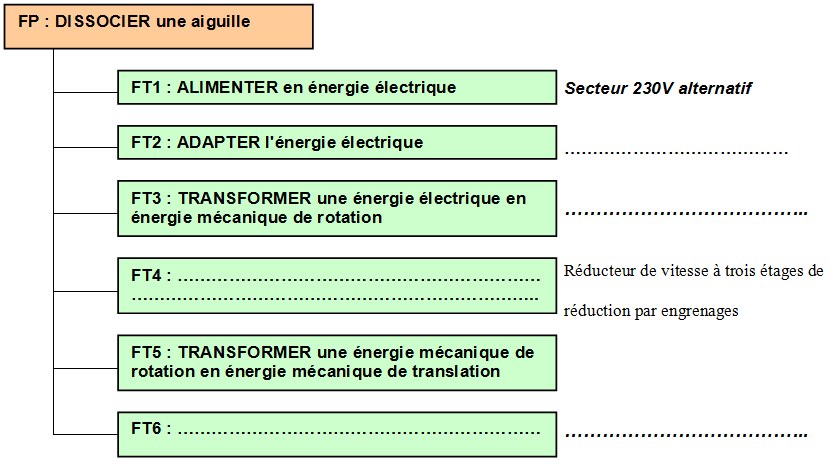 FP : DISSOCIER une aiguille
FT1 : ALIMENTER en énergie électrique
Secteur 230V alternatif
FT2 : ADAPTER l'énergie électrique
…………………………………
FT3 : TRANSFORMER une énergie électrique en
énergie mécanique de rotation
…………………………………..
FT4 : ………………………………………………………
……………………………………………………………..
Réducteur de vitesse à trois étages de
réduction par engrenages
FT5 : TRANSFORMER une énergie mécanique de
rotation en énergie mécanique de translation
FT6 : ………………………………………………………
…………………………………..